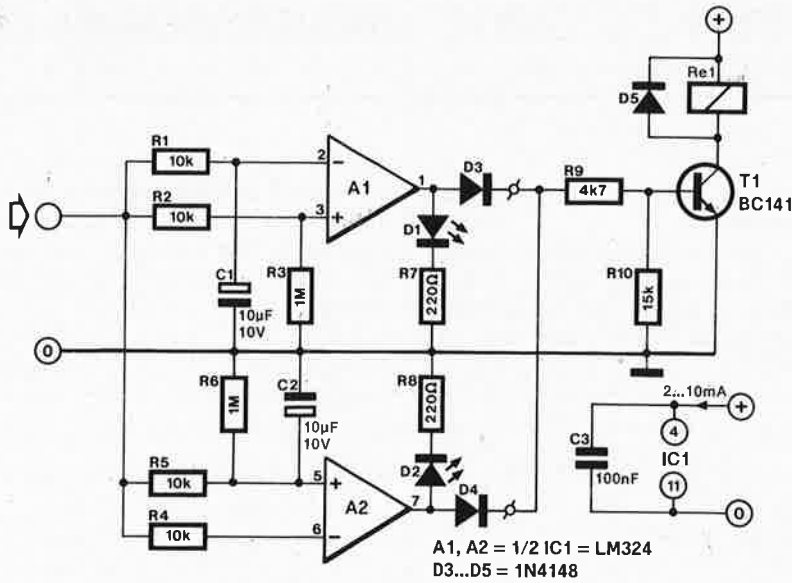 +
Re1
D5
R1
10k
2
−
A1
1
D3
R9
4k7
T1
BC141
R2
10k
3
+
D1
C1
10µF
10V
R3
1M
R7
220Ω
R10
15k
0
R6
1M
C2
10µF
10V
R8
220Ω
2...10mA
+
4
C3
100nF
IC1
11
0
R5
10k
5
+
D2
D4
A2
7
R4
10k
6
−
A1, A2 = 1/2 IC1 = LM324
D3...D5 = 1N4148